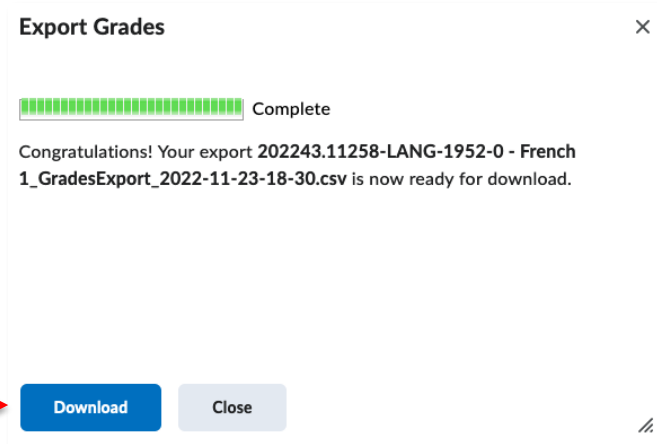 Export Grades
Complete
Congratulations! Your export 202243.11258-LANG-1952-0 - French
1_GradesExport_2022-11-23-18-30.csv is now ready for download.
Download
Close